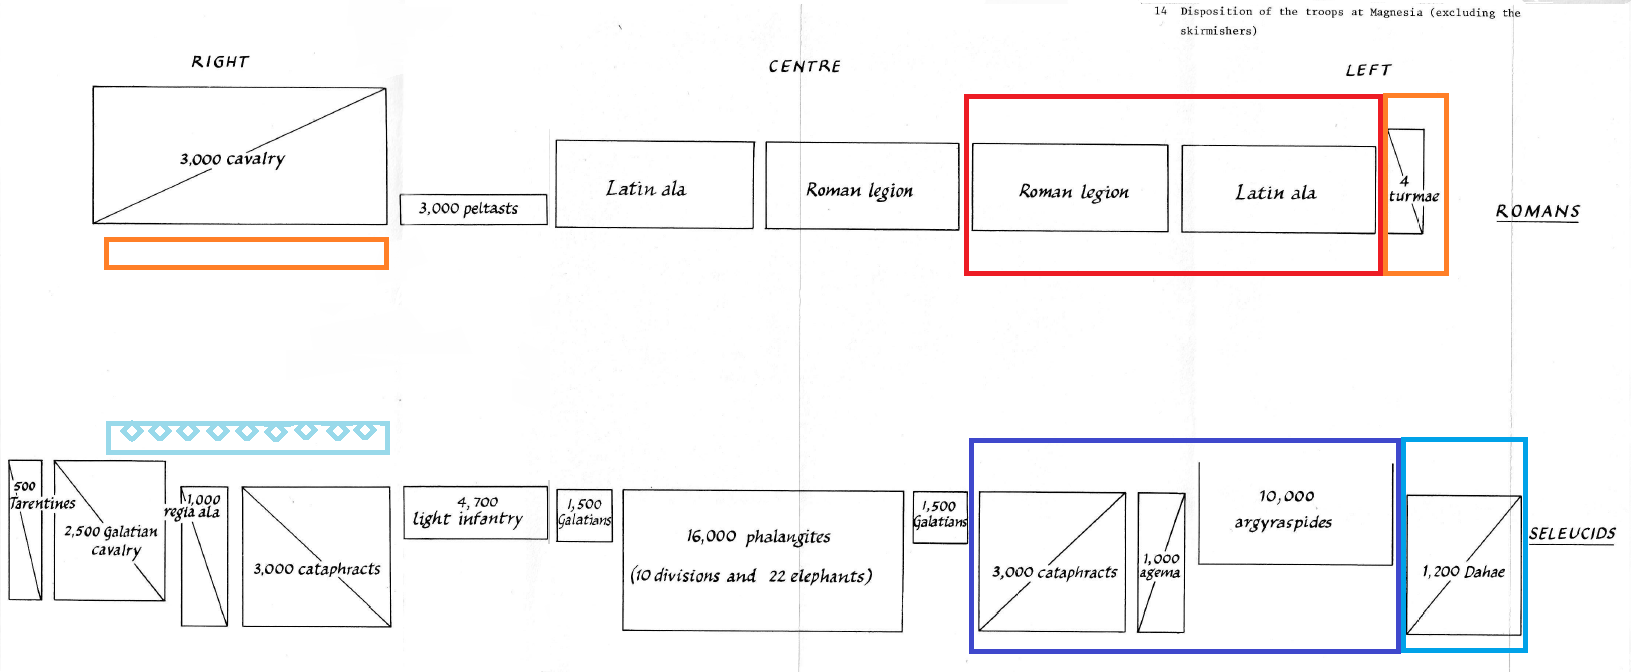 14 Disposition of the troops at Magnesia (excluding the
skirmishers)
RIGHT
CENTRE
LEFT
3,000 cavalry
3,000 peltasts
Latin ala
Roman legion
Roman legion
Latin ala
4
turmae
ROMANS
500
Tarentines
2,500 Galatian
cavalry
1,000
regia ala
3,000 cataphracts
4,700
light infantry
1,500
Galatians
16,000 phalangites
(10 divisions and 22 elephants)
1,500
Galatians
3,000 cataphracts
1,000
agema
10,000
argyraspides
1,200 Dahae
SELEUCIDS